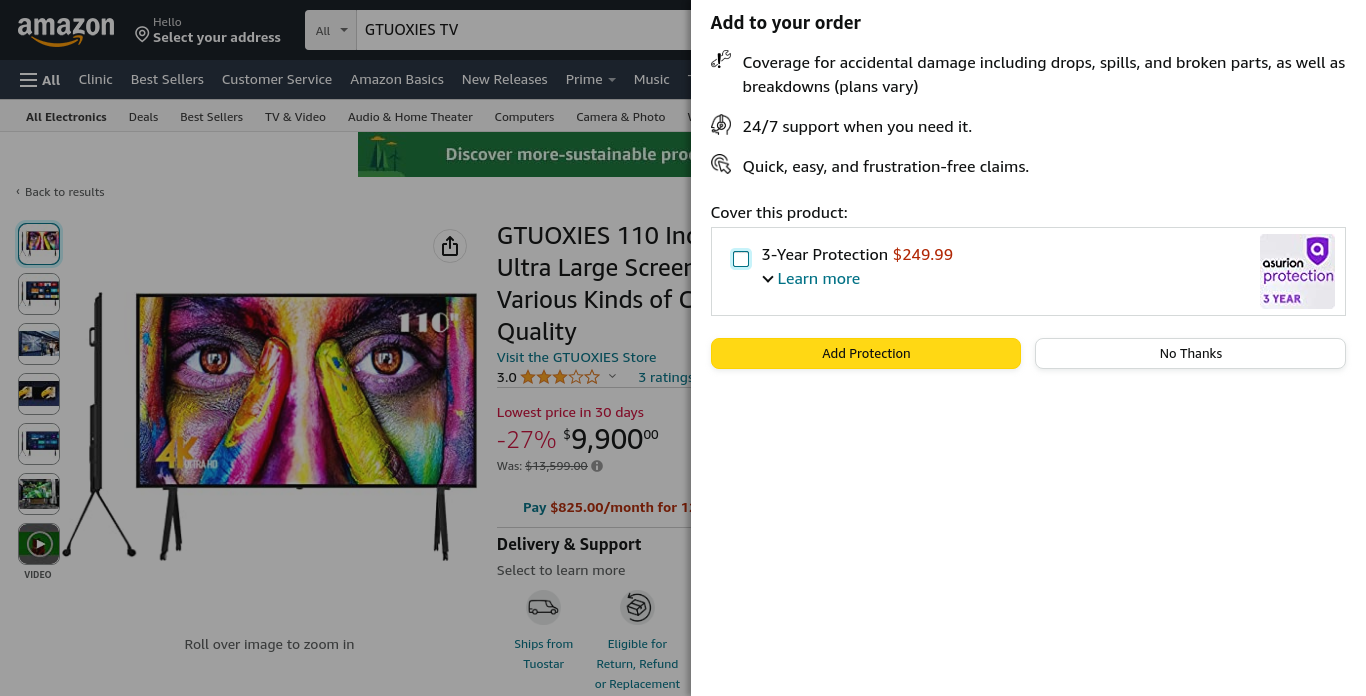 amazon
Hello
Select your address
All
GTUOXIES TV
All
Clinic
Best Sellers
Customer Service
Amazon Basics
New Releases
Prime
Music
All Electronics
Deals
Best Sellers
TV & Video
Audio & Home Theater
Computers
Camera & Photo
Discover more-sustainable
‹ Back to results
GTUOXIES 110
Ultra Large Screen
Various Kinds of
Quality
Visit the GTUOXIES Store
3.0
3 ratings
Lowest price in 30 days
-27% $9,90000
Was: $13,599.00
Pay $825.00/month for
Delivery & Support
Select to learn more
Ships from
Tuostar
Eligible for
Return, Refund
or Replacement
110"
4K
ULTRA HD
VIDEO
Roll over image to zoom in
Add to your order
Coverage for accidental damage including drops, spills, and broken parts, as well as
breakdowns (plans vary)
24/7 support when you need it.
Quick, easy, and frustration-free claims.
Cover this product:
3-Year Protection $249.99
Learn more
asurion
protection
3 YEAR
Add Protection
No Thanks